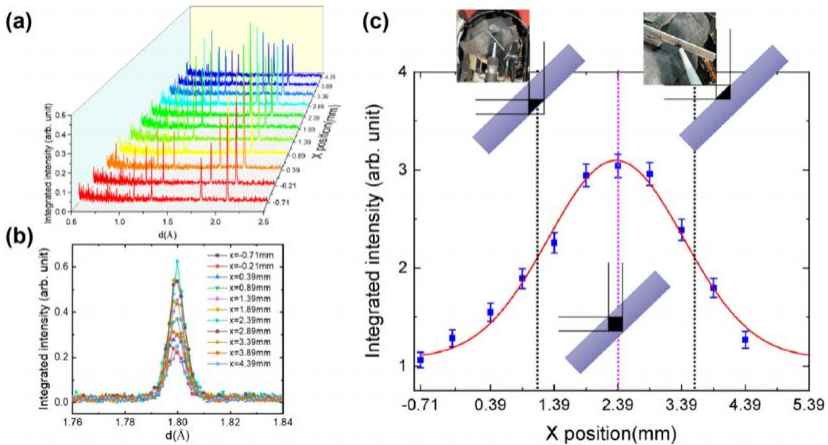 (a)
Integrated intensity (arb. unit)
0.6
0.5
0.4
0.3
0.2
0.1
0.0
0.5
1.0
1.5
2.0
2.5
d(Å)
4.39
3.89
3.39
2.89
2.39
1.89
1.39
0.89
0.39
-0.21
-0.71
X position(mm)
(b)
Integrated intensity (arb. unit)
0.6
0.4
0.2
0.0
1.76
1.78
1.80
1.82
1.84
d(Å)
x=-0.71mm
x=-0.21mm
x=0.39mm
x=0.89mm
x=1.39mm
x=1.89mm
x=2.39mm
x=2.89mm
x=3.39mm
x=3.89mm
x=4.39mm
(c)
Integrated intensity (arb. unit)
4
3
2
1
-0.71
0.39
1.39
2.39
3.39
4.39
5.39
X position(mm)